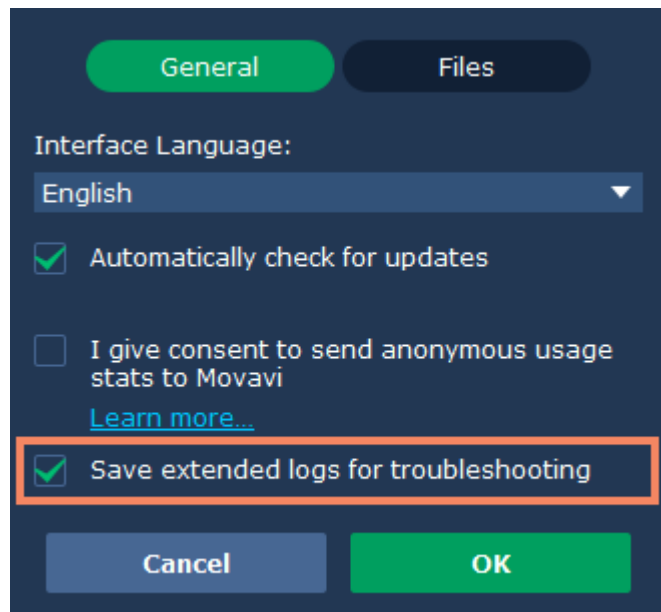 General
Files
Interface Language:
English
Automatically check for updates
I give consent to send anonymous usage
stats to Movavi
Learn more...
Save extended logs for troubleshooting
Cancel
OK